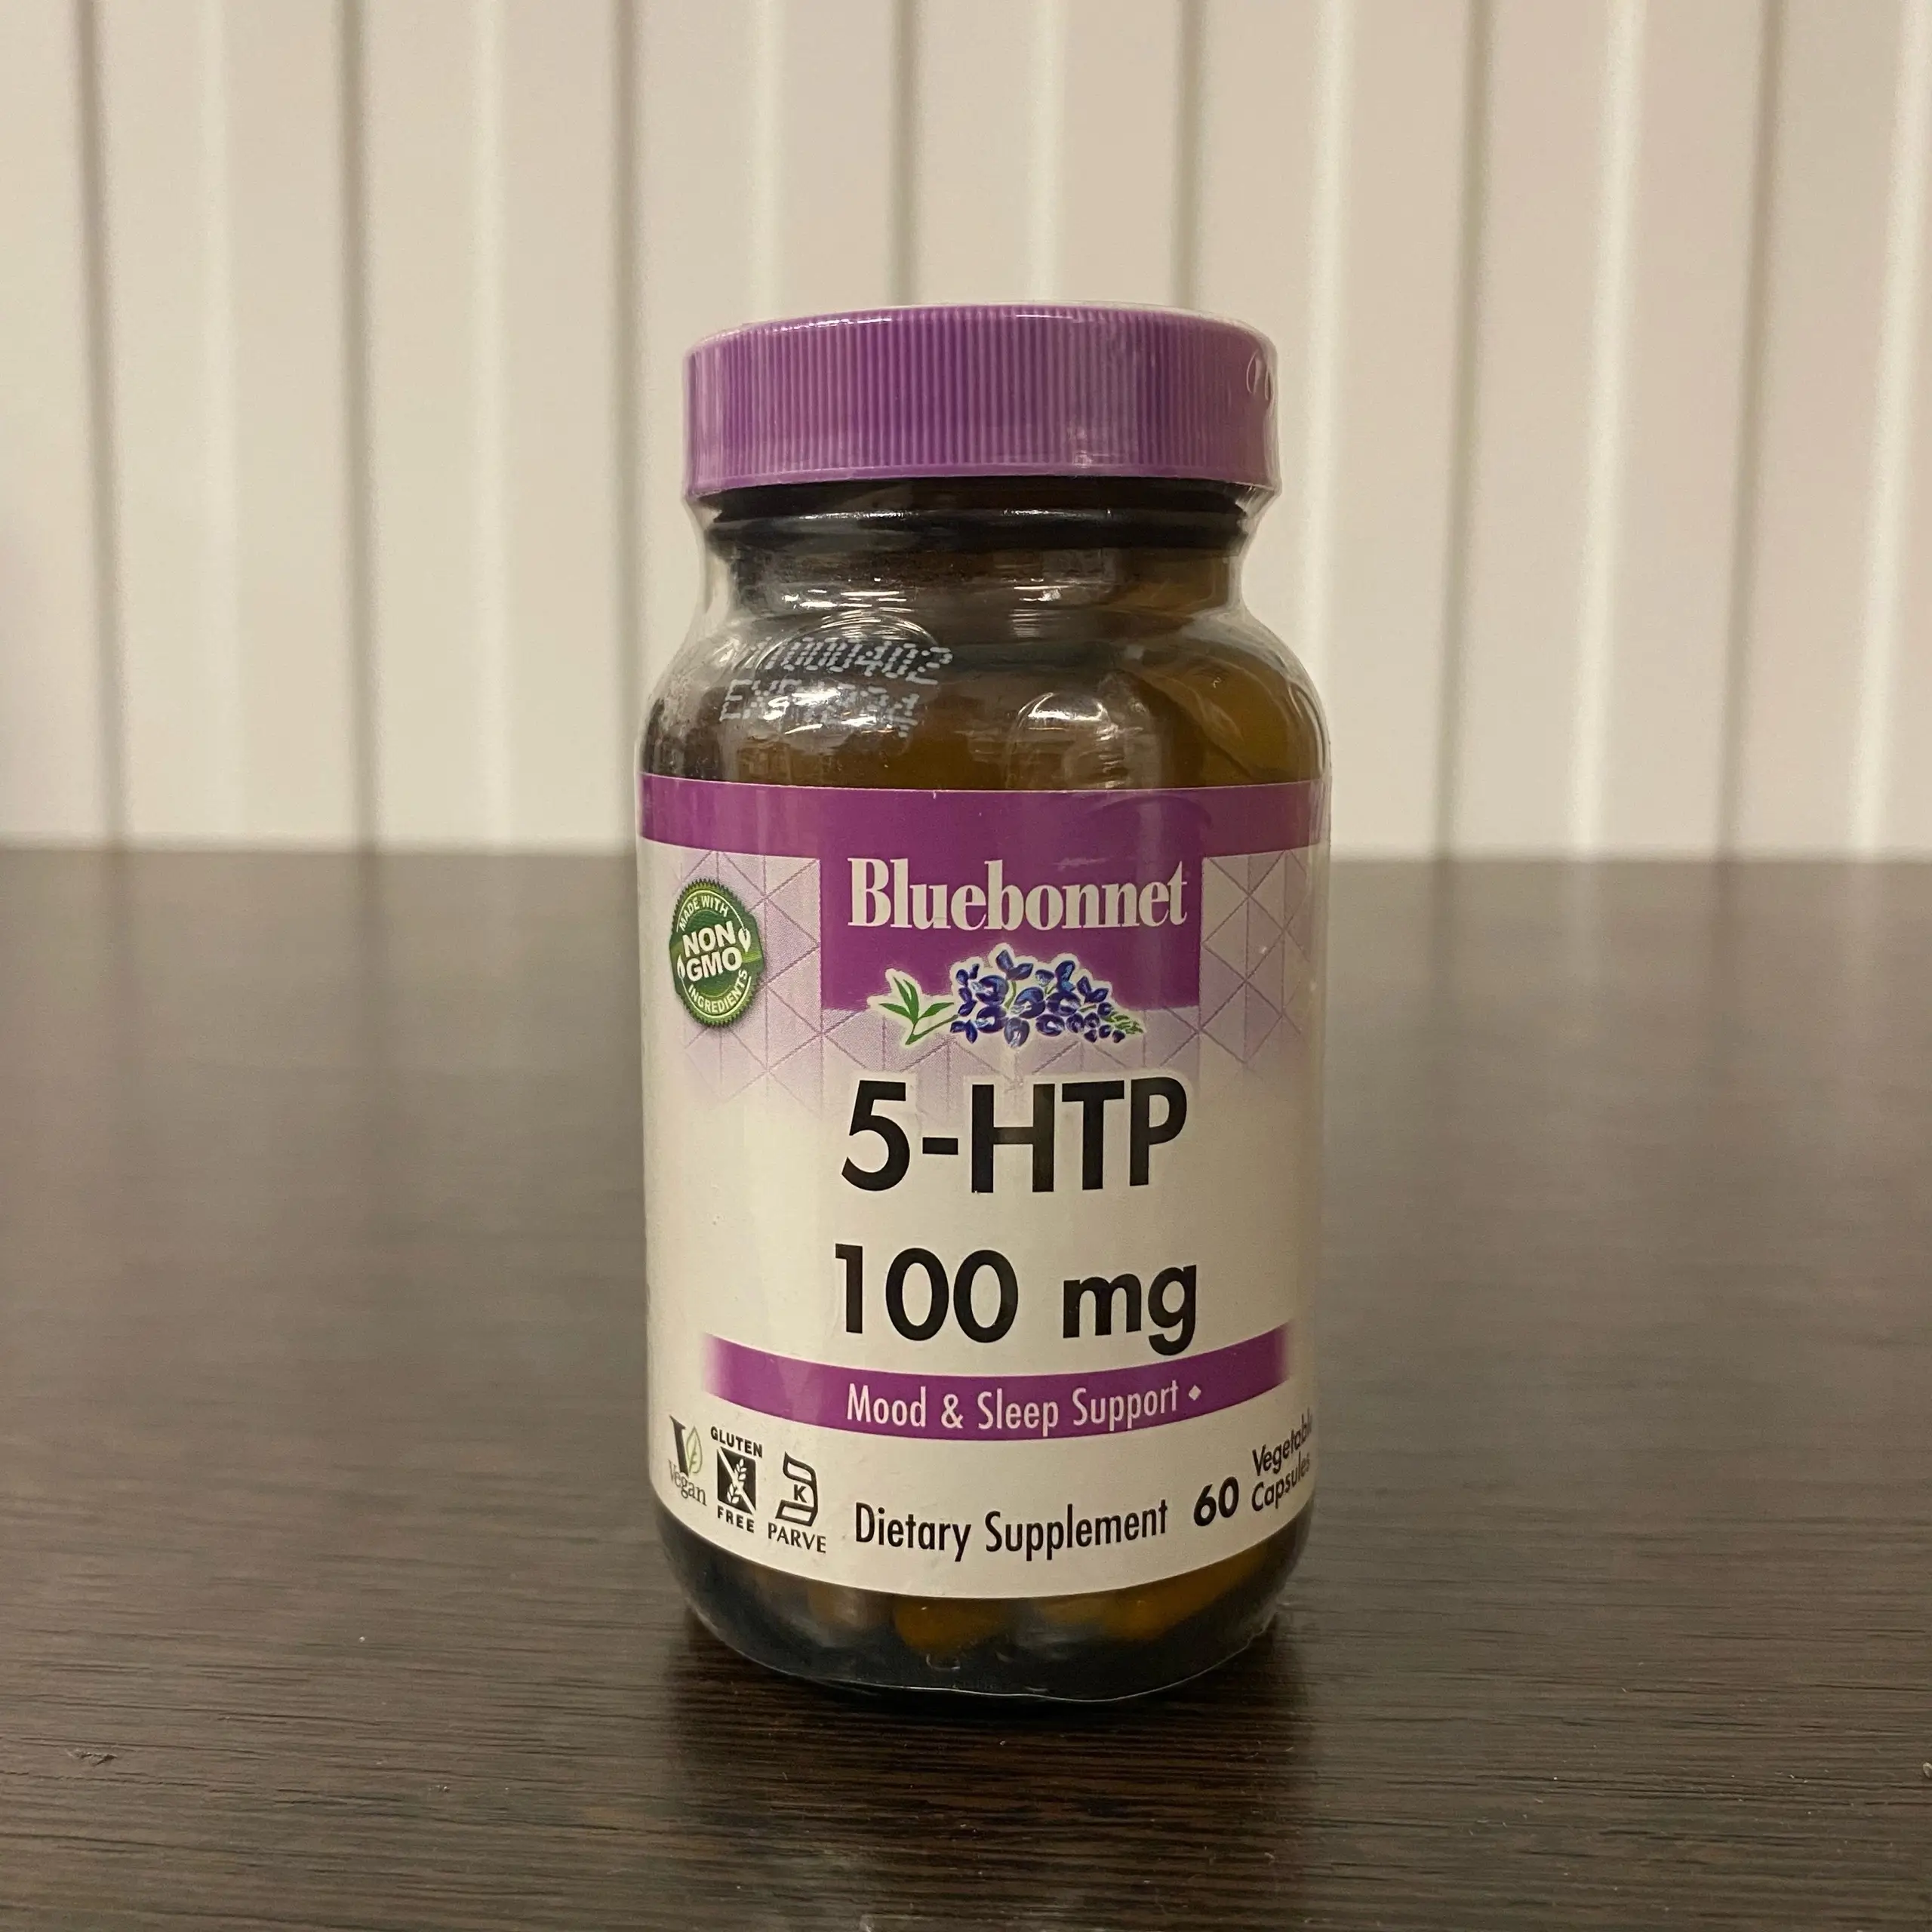 Bluebonnet
MADE WITH
NON
GMO
INGREDIENTS
5-HTP
100 mg
Mood & Sleep Support
Vegan
GLUTEN
FREE
K
PARVE
Dietary Supplement
60
Vegetable
Capsules